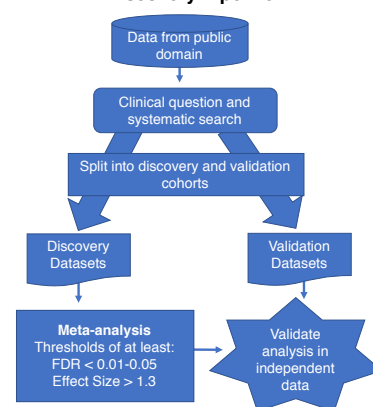 Data from public
domain
Clinical question and
systematic search
Split into discovery and validation
cohorts
Discovery
Datasets
Validation
Datasets
Meta-analysis
Thresholds of at least:
FDR < 0.01-0.05
Effect Size > 1.3
Validate
analysis in
independent
data